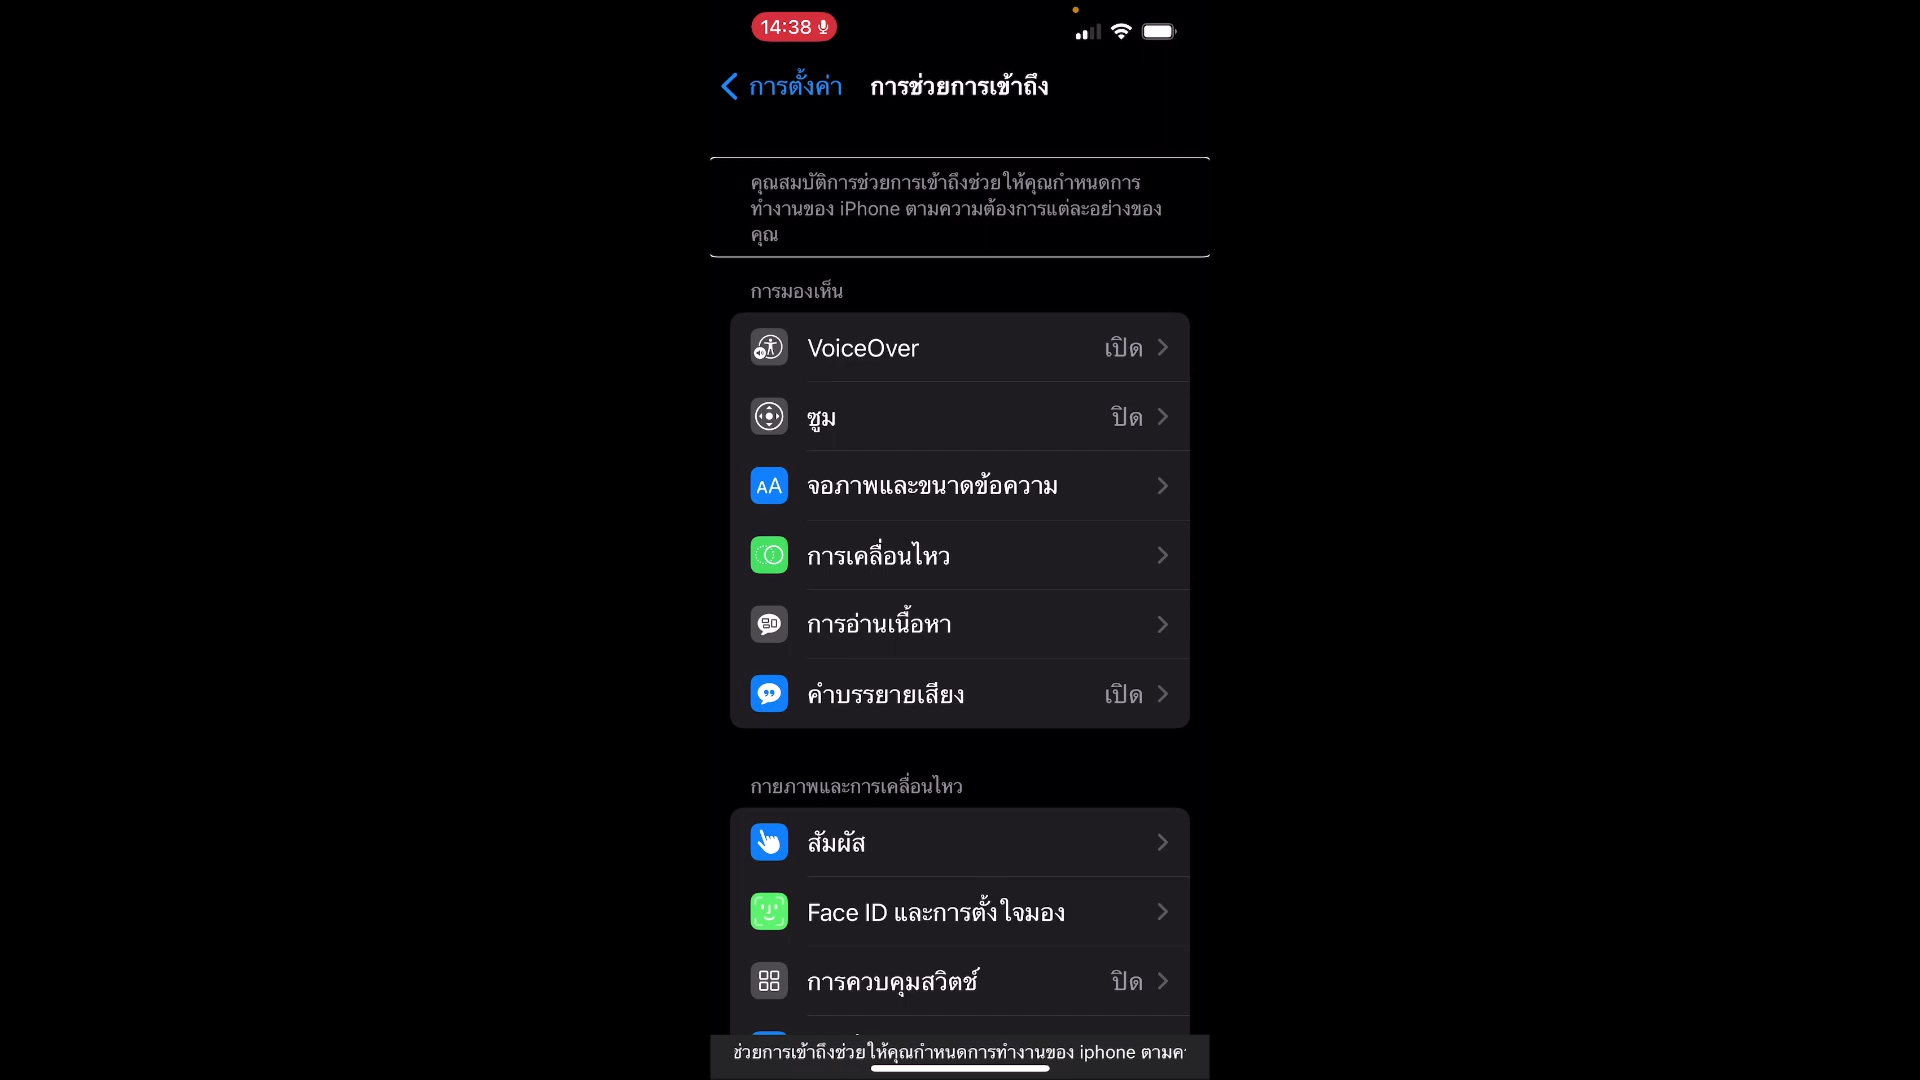 14:38
การตั้งค่า
การช่วยการเข้าถึง
คุณสมบัติการช่วยการเข้าถึงช่วยให้คุณกำหนดการ
ทำงานของ iPhone ตามความต้องการแต่ละอย่างของ
คุณ
การมองเห็น
VoiceOver เปิด
ซูม ปิด
AA จอภาพและขนาดข้อความ
การเคลื่อนไหว
การอ่านเนื้อหา
คำบรรยายเสียง เปิด
กายภาพและการเคลื่อนไหว
สัมผัส
Face ID และการตั้งใจมอง
การควบคุมสวิตช์ ปิด
ช่วยการเข้าถึงช่วยให้คุณกำหนดการทำงานของ iphone ตามค